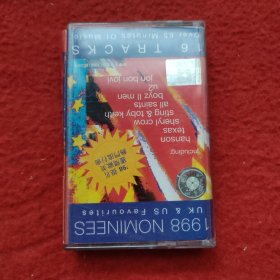 1998 NOMINEES
UK & US Favourites
including:
hanson
texas
sheryl crow
sting & toby keith
all saints
boyz II men
u2
jon bon jovi
16 TRACKS
Over 65 Minutes Of Music